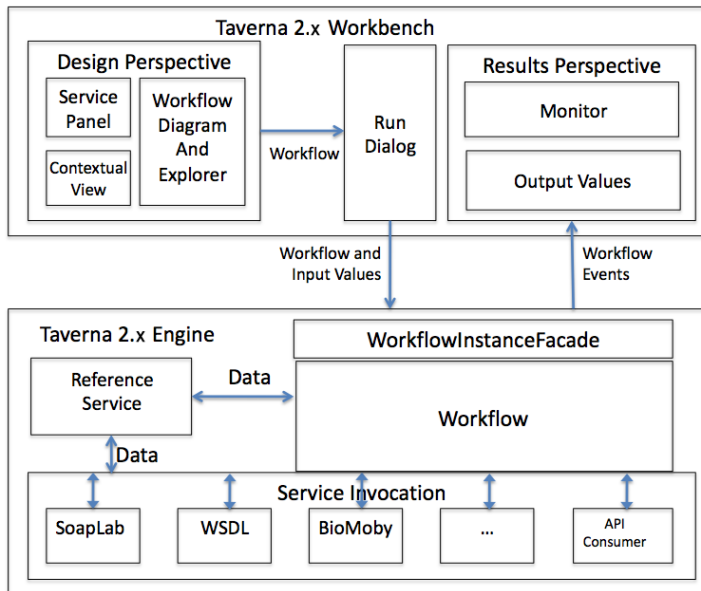 Taverna 2.x Workbench
Design Perspective
Service
Panel
Contextual
View
Workflow
Diagram
And
Explorer
Workflow
Run
Dialog
Results Perspective
Monitor
Output Values
Workflow and
Input Values
Workflow
Events
Taverna 2.x Engine
WorkflowInstanceFacade
Reference
Service
Data
Workflow
Data
Service Invocation
SoapLab
WSDL
BioMoby
...
API
Consumer